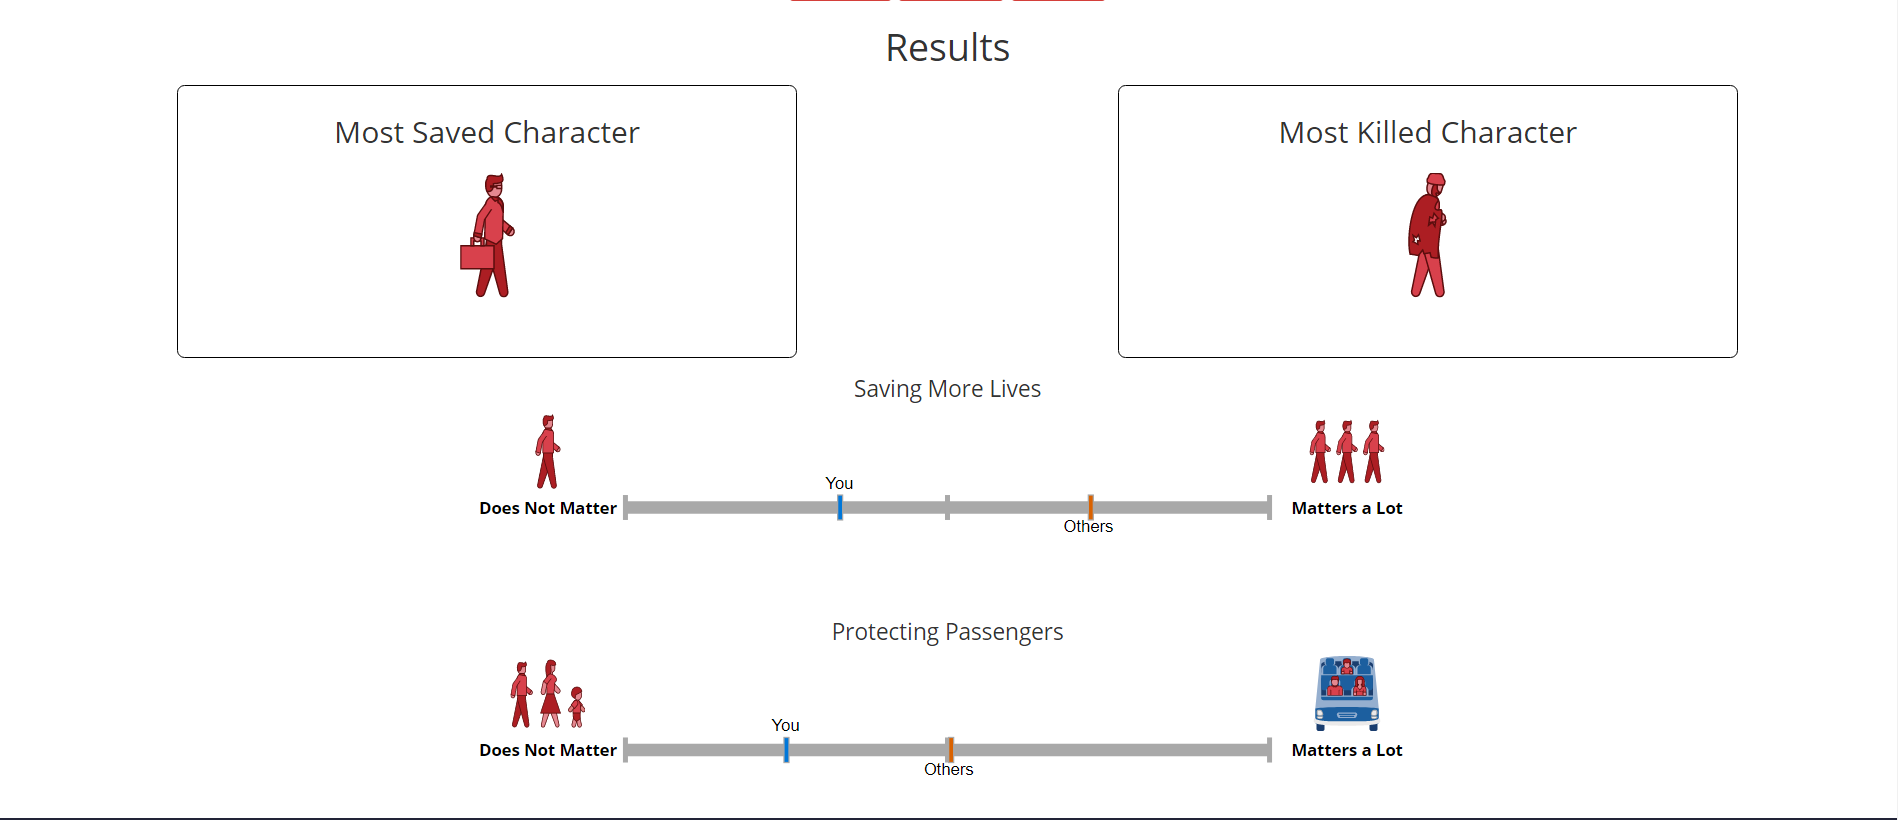 Results
Most Saved Character
Most Killed Character
Saving More Lives
You
Does Not Matter
Matters a Lot
Others
Protecting Passengers
You
Does Not Matter
Matters a Lot
Others